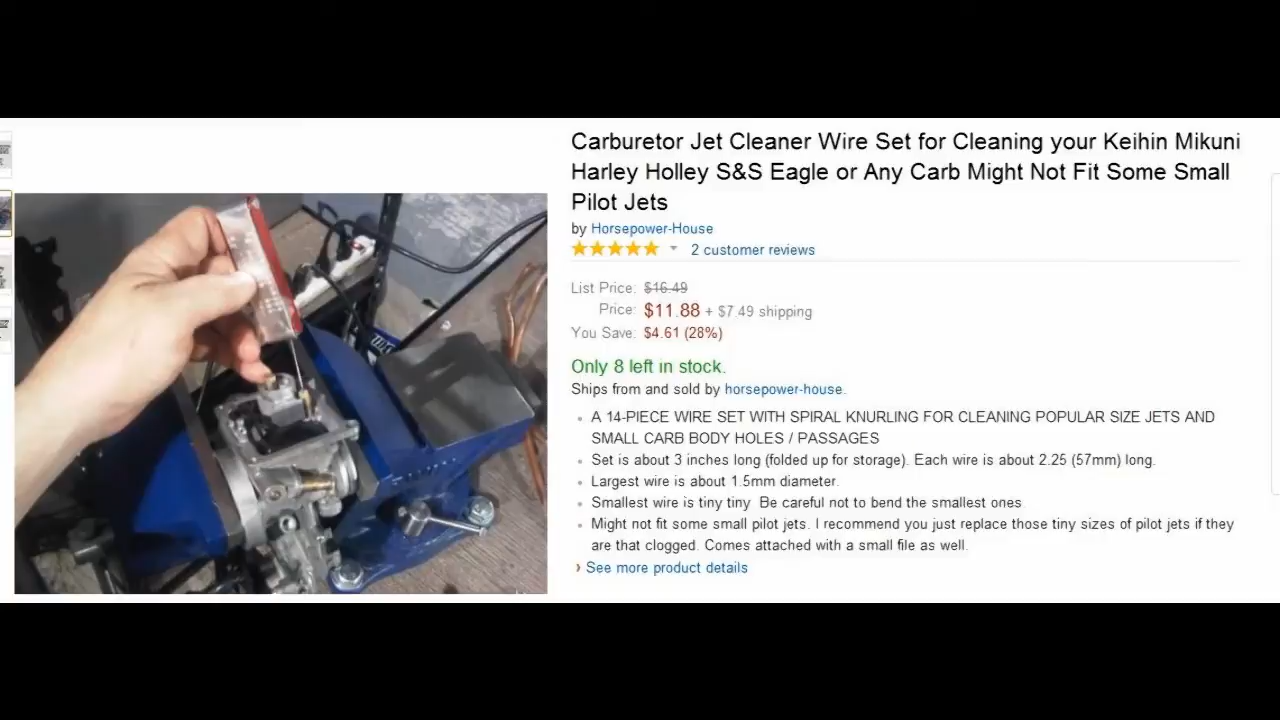 Carburetor Jet Cleaner Wire Set for Cleaning your Keihin Mikuni
Harley Holley S&S Eagle or Any Carb Might Not Fit Some Small
Pilot Jets
by Horsepower-House
2 customer reviews
List Price: $16.49
Price: $11.88 + $7.49 shipping
You Save: $4.61 (28%)
Only 8 left in stock.
Ships from and sold by horsepower-house.
A 14-PIECE WIRE SET WITH SPIRAL KNURLING FOR CLEANING POPULAR SIZE JETS AND
SMALL CARB BODY HOLES / PASSAGES
Set is about 3 inches long (folded up for storage). Each wire is about 2.25 (57mm) long.
Largest wire is about 1.5mm diameter.
Smallest wire is tiny tiny Be careful not to bend the smallest ones
Might not fit some small pilot jets. I recommend you just replace those tiny sizes of pilot jets if they
are that clogged. Comes attached with a small file as well.
› See more product details